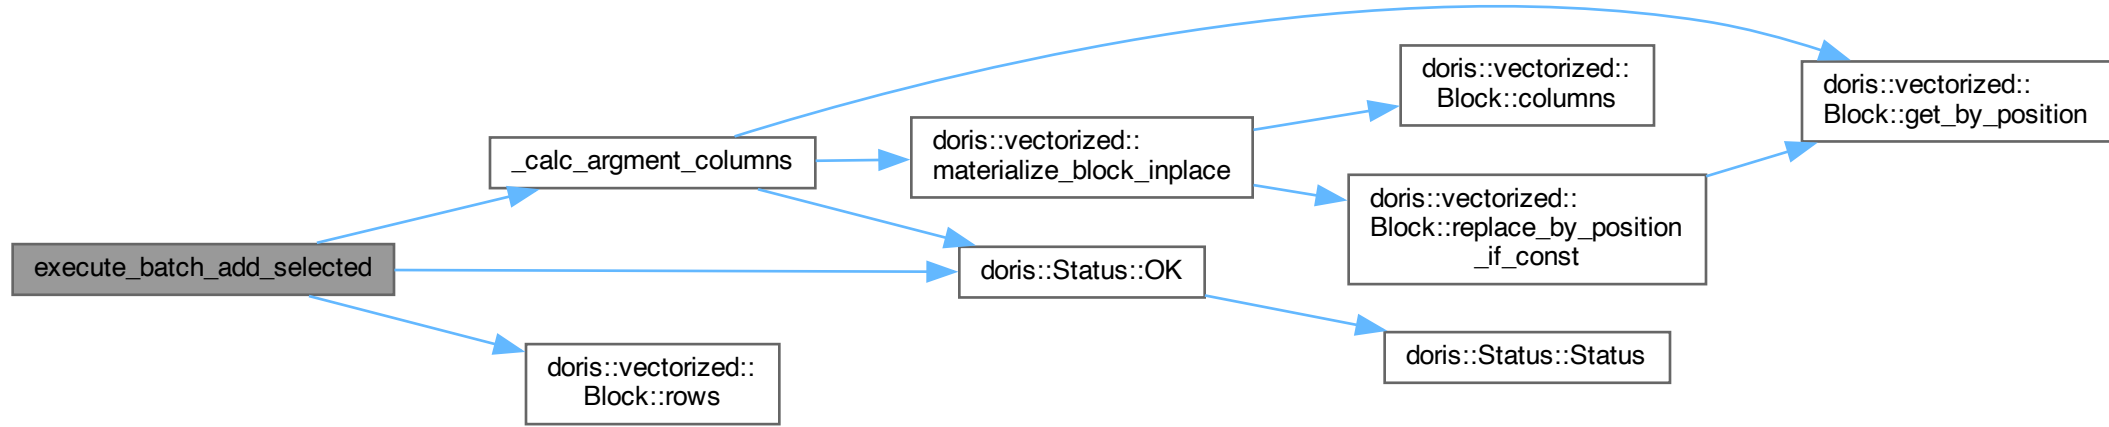 execute_batch_add_selected
_calc_argment_columns
doris::vectorized::
Block::rows
doris::vectorized::
materialize_block_inplace
doris::Status::OK
doris::vectorized::
Block::columns
doris::vectorized::
Block::replace_by_position
_if_const
doris::Status::Status
doris::vectorized::
Block::get_by_position